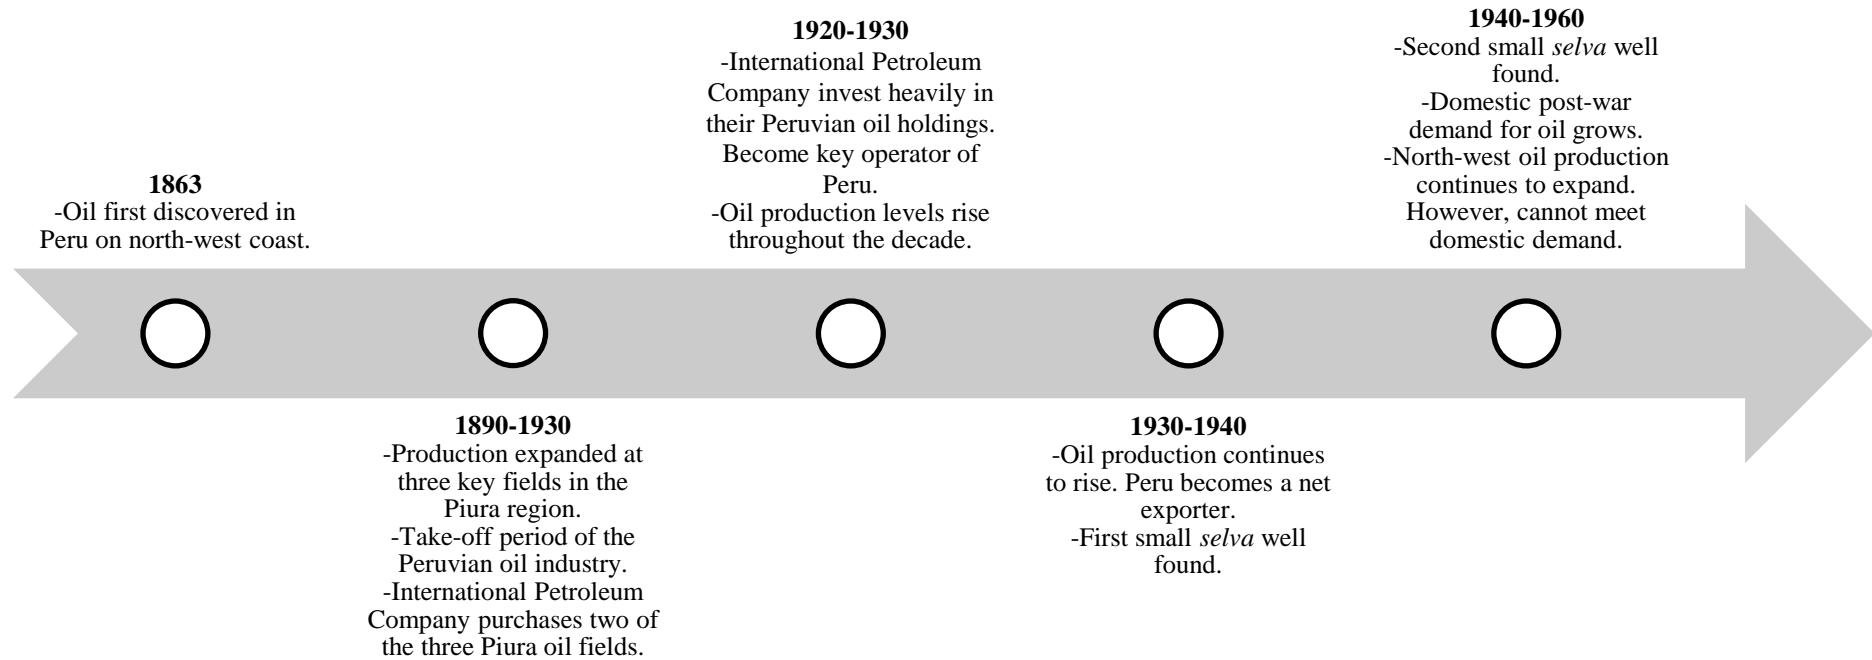 1863
-Oil first discovered in
Peru on north-west coast.
1890-1930
-Production expanded at
three key fields in the
Piura region.
-Take-off period of the
Peruvian oil industry.
-International Petroleum
Company purchases two of
the three Piura oil fields.
1920-1930
-International Petroleum
Company invest heavily in
their Peruvian oil holdings.
Become key operator of
Peru.
-Oil production levels rise
throughout the decade.
1930-1940
-Oil production continues
to rise. Peru becomes a net
exporter.
-First small selva well
found.
1940-1960
-Second small selva well
found.
-Domestic post-war
demand for oil grows.
-North-west oil production
continues to expand.
However, cannot meet
domestic demand.